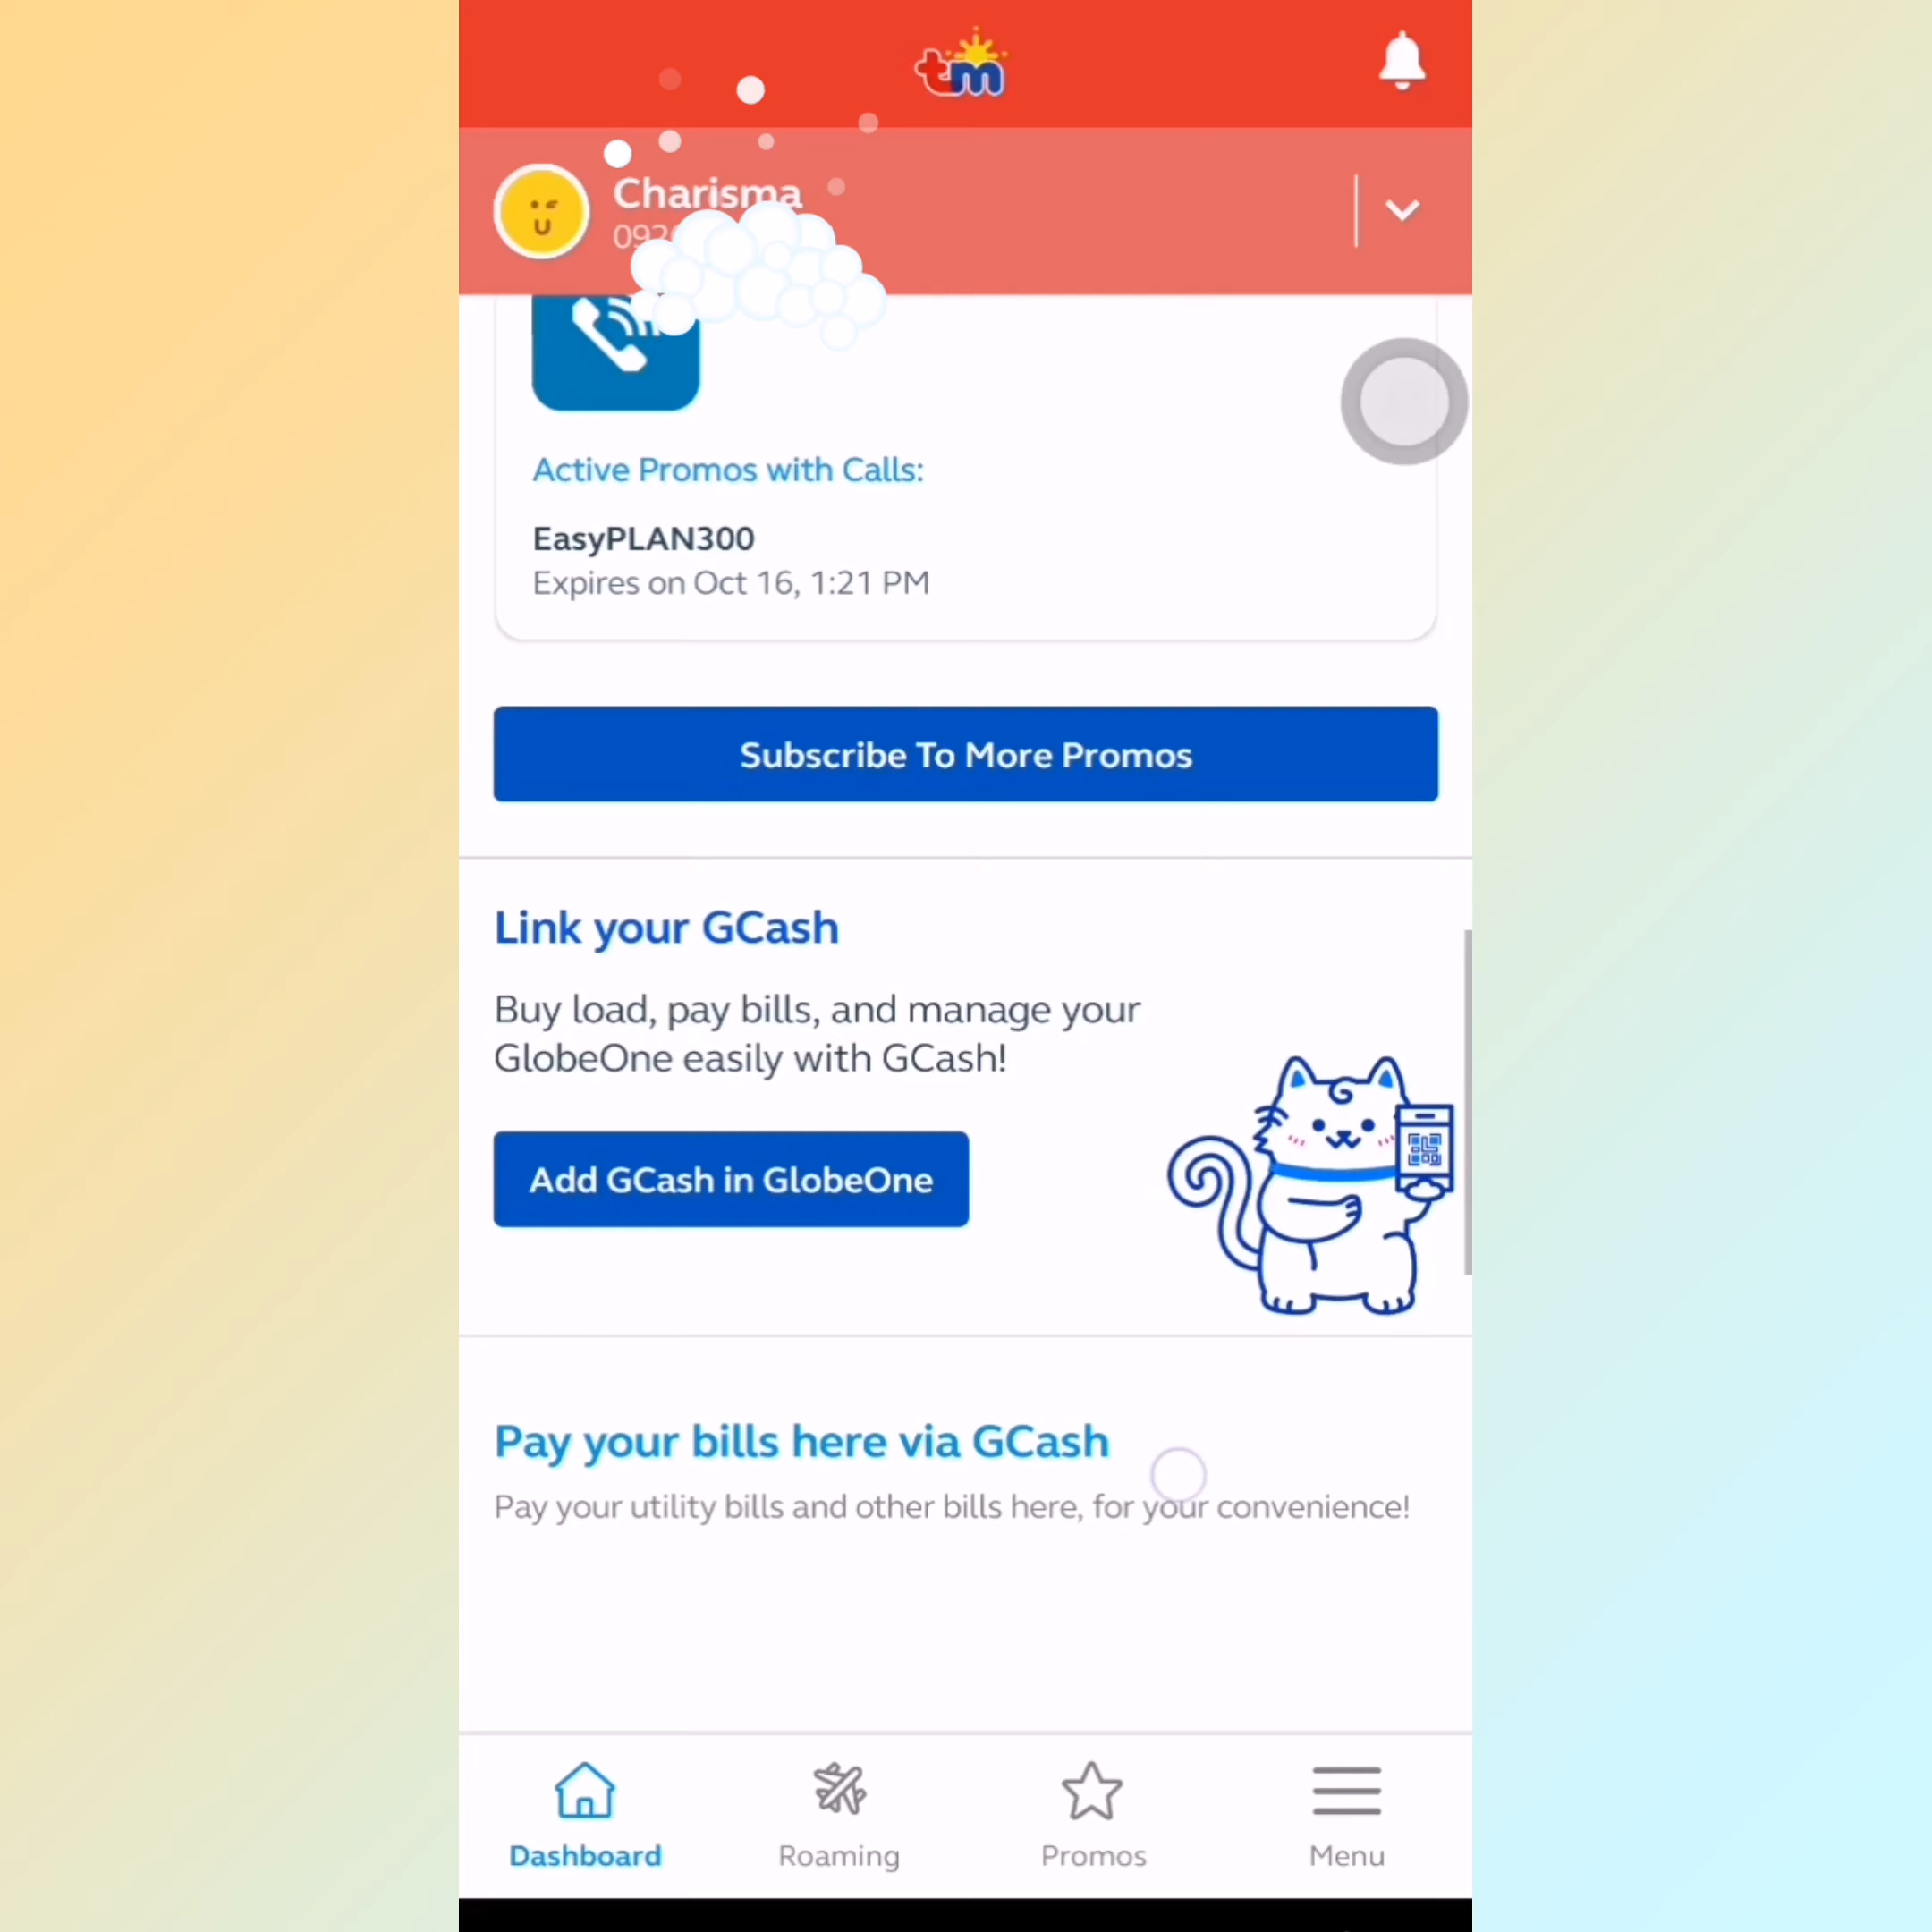 tm
Charisma
Active Promos with Calls:
EasyPLAN300
Expires on Oct 16, 1:21 PM
Subscribe To More Promos
Link your GCash
Buy load, pay bills, and manage your
GlobeOne easily with GCash!
Add GCash in GlobeOne
Pay your bills here via GCash
Pay your utility bills and other bills here, for your convenience!
Dashboard
Roaming
Promos
Menu